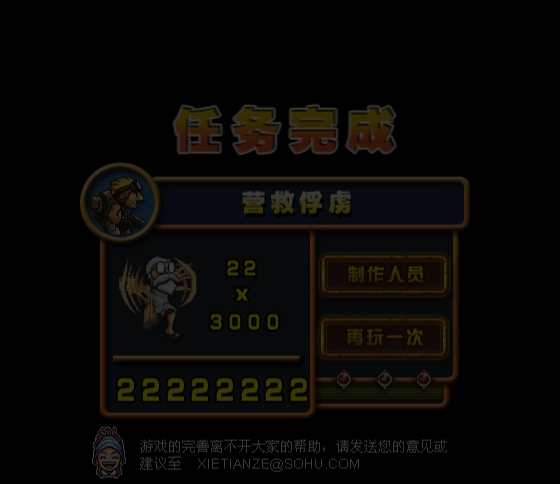 任务完成
营救俘虏
22
x
3000
22222222
制作人员
再玩一次
游戏的完善离不开大家的帮助，请发送您的意见或
建议至 XIETIANZE@SOHU.COM